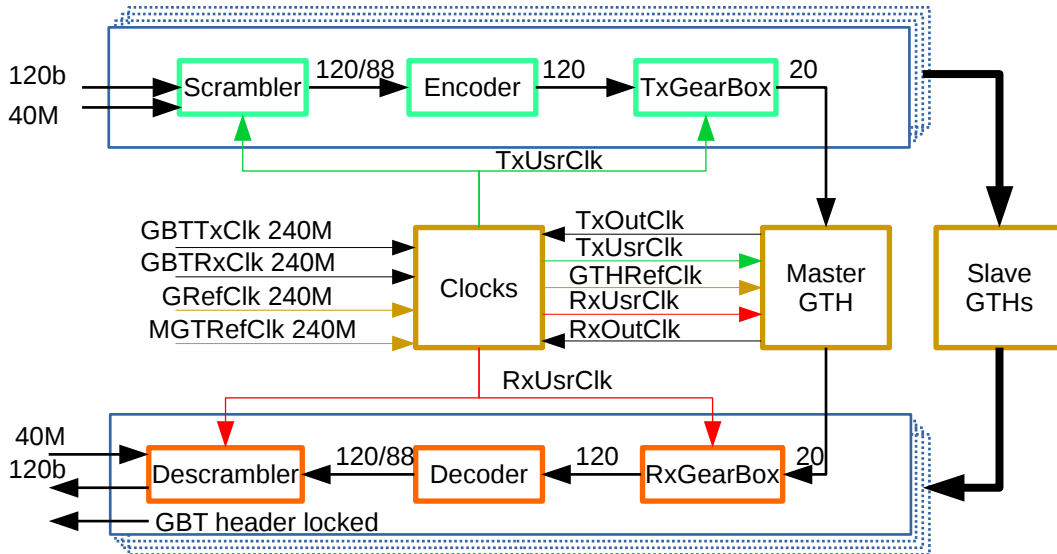 120b
40M
Scrambler
120/88
Encoder
120
TxGearBox
20
TxUsrClk
GBTTxClk 240M
GBTRxClk 240M
GRefClk 240M
MGTRefClk 240M
Clocks
TxOutClk
TxUsrClk
GTHRefClk
RxUsrClk
RxOutClk
Master
GTH
Slave
GTHs
RxUsrClk
40M
120b
Descrambler
120/88
Decoder
120
RxGearBox
20
GBT header locked